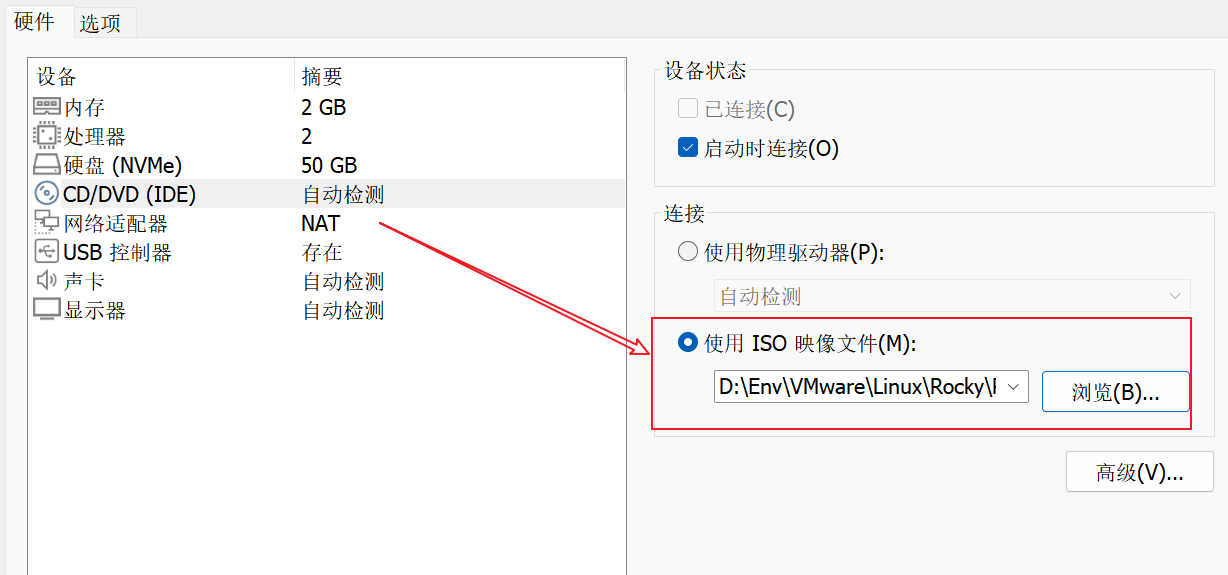 硬件 选项
设备 摘要
内存 2 GB
处理器 2
硬盘 (NVMe) 50 GB
CD/DVD (IDE) 自动检测
网络适配器 NAT
USB 控制器 存在
声卡 自动检测
显示器 自动检测
设备状态
已连接(C)
启动时连接(O)
连接
使用物理驱动器(P):
自动检测
使用 ISO 映像文件(M):
D:\Env\VMware\Linux\Rocky\
浏览(B)...
高级(V)...